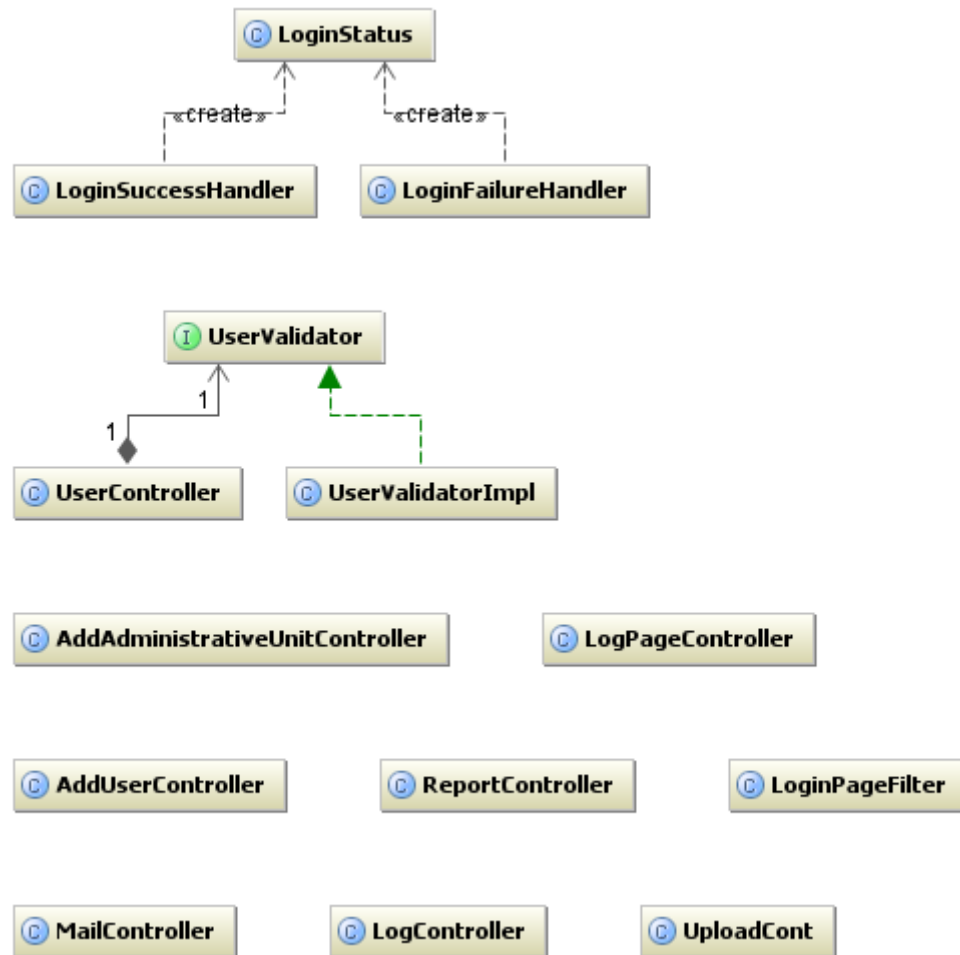 C LoginStatus
«create» «create»
C LoginSuccessHandler C LoginFailureHandler
I UserValidator
1
1
C UserController C UserValidatorImpl
C AddAdministrativeUnitController C LogPageController
C AddUserController C ReportController C LoginPageFilter
C MailController C LogController C UploadCont